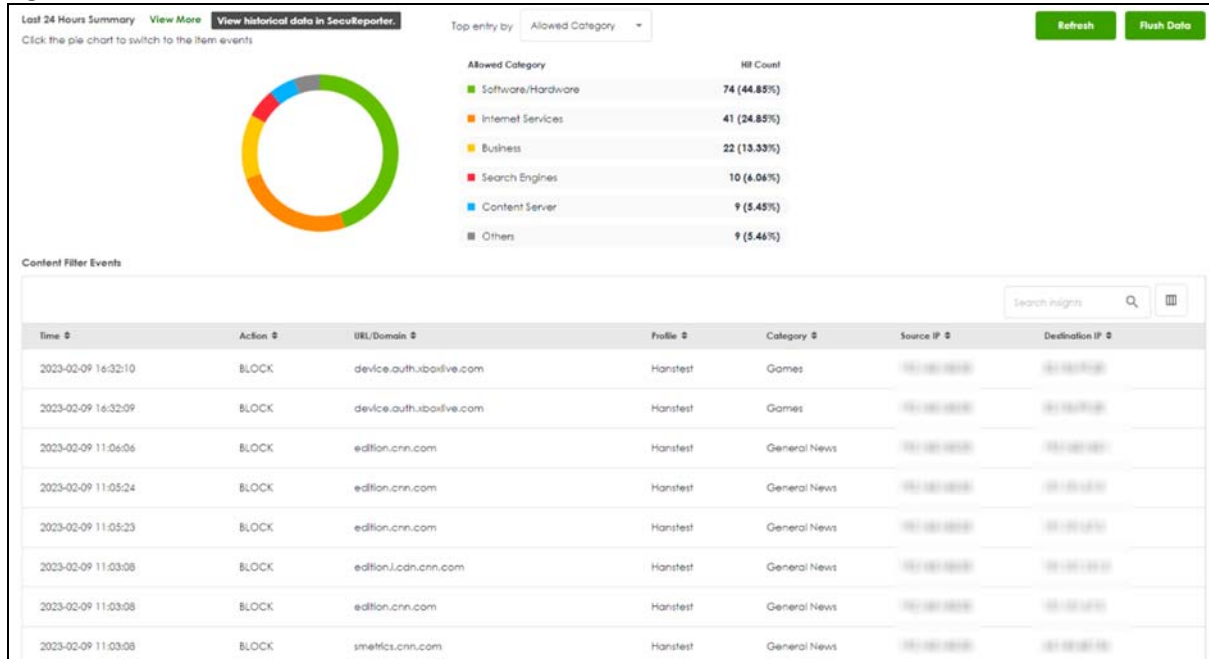 Last 24 Hours Summary View More View historical data in SecuReporter. Top entry by Allowed Category Refresh Flush Data
Click the pie chart to switch to the item events
Allowed Category Hit Count
Software/Hardware 74 (44.85%)
Internet Services 41 (24.85%)
Business 22 (13.33%)
Search Engines 10 (6.06%)
Content Server 9 (5.45%)
Others 9 (5.46%)
Content Filter Events
Search insights
Time Action URL/Domain Profile Category Source IP Destination IP
2023-02-09 16:32:10 BLOCK device.auth.xboxlive.com Hanstest Games
2023-02-09 16:32:09 BLOCK device.auth.xboxlive.com Hanstest Games
2023-02-09 11:06:06 BLOCK edition.cnn.com Hanstest General News
2023-02-09 11:05:24 BLOCK edition.cnn.com Hanstest General News
2023-02-09 11:05:23 BLOCK edition.cnn.com Hanstest General News
2023-02-09 11:03:08 BLOCK edition.i.cdn.cnn.com Hanstest General News
2023-02-09 11:03:08 BLOCK edition.cnn.com Hanstest General News
2023-02-09 11:03:08 BLOCK smetrics.cnn.com Hanstest General News